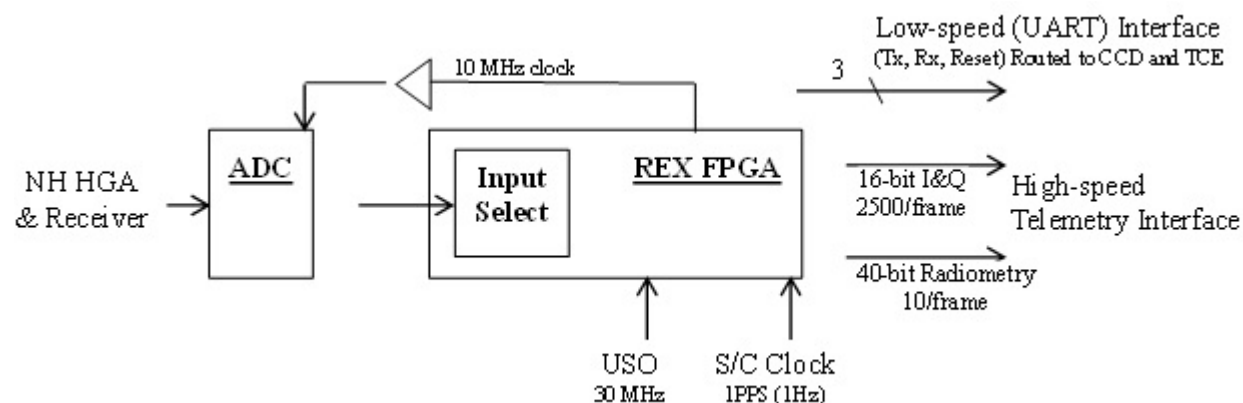 Low-speed (UART) Interface
(Tx, Rx, Reset) Routed to CCD and TCE
3
10 MHz clock
ADC
REX FPGA
Input
Select
NH HGA
& Receiver
16-bit I&Q
2500/frame
High-speed
Telemetry Interface
40-bit Radiometry
10/frame
USO
30 MHz
S/C Clock
1PPS (1Hz)